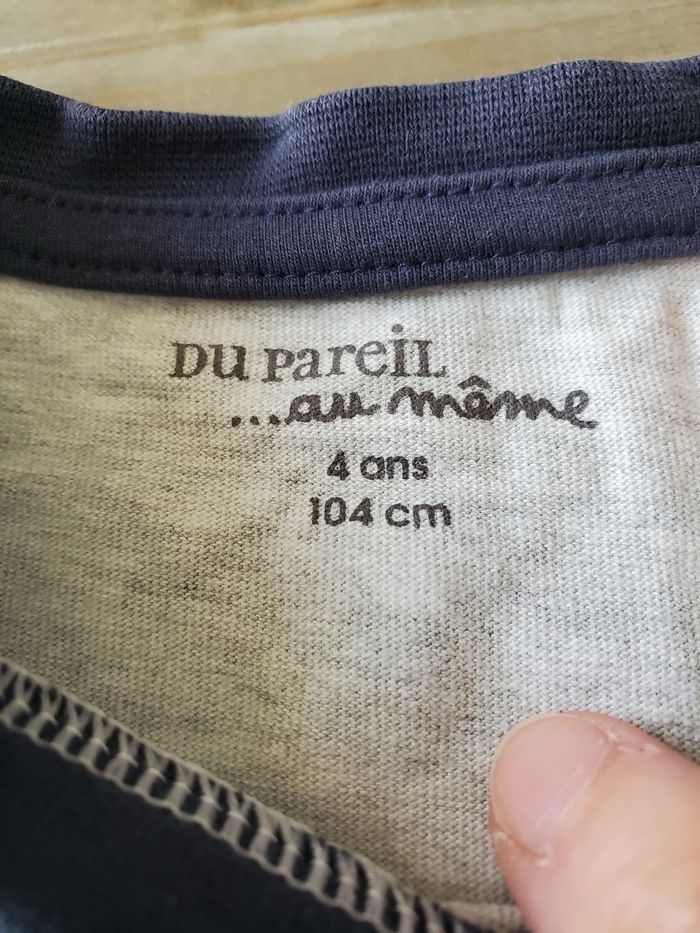 Du Pareil
...au même
4 ans
104 cm